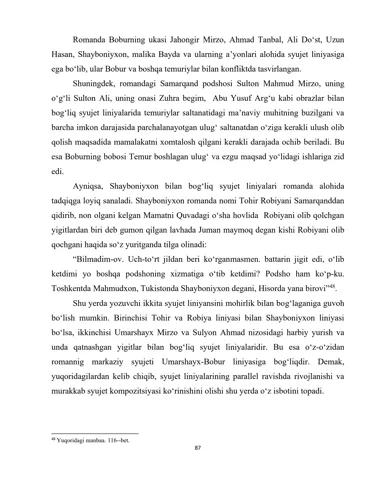 Romanda Boburning ukasi Jahongir Mirzo, Ahmad Tanbal, Ali Do‘st, Uzun
Hasan, Shayboniyxon, malika Bayda va ularning a’yonlari alohida syujet liniyasiga
ega bo‘lib, ular Bobur va boshqa temuriylar bilan konfliktda tasvirlangan.
Shuningdek, romandagi Samarqand podshosi Sulton Mahmud Mirzo, uning
o‘g‘li Sulton Ali, uning onasi Zuhra begim, Abu Yusuf Arg‘u kabi obrazlar bilan
bog‘liq syujet liniyalarida temuriylar saltanatidagi ma’naviy muhitning buzilgani va
barcha imkon darajasida parchalanayotgan ulug‘ saltanatdan o‘ziga kerakli ulush olib
qolish maqsadida mamalakatni xomtalosh qilgani kerakli darajada ochib beriladi. Bu
esa Boburning bobosi Temur boshlagan ulug‘ va ezgu maqsad yo‘lidagi ishlariga zid
edi.
Ayniqsa, Shayboniyxon bilan bog‘liq syujet liniyalari romanda alohida
tadqiqga loyiq sanaladi. Shayboniyxon romanda nomi Tohir Robiyani Samarqanddan
qidirib, non olgani kelgan Mamatni Quvadagi o‘sha hovlida Robiyani olib qolchgan
yigitlardan biri deb gumon qilgan lavhada Juman maymoq degan kishi Robiyani olib
qochgani haqida so‘z yuritganda tilga olinadi:
“Bilmadim-ov. Uch-to‘rt jildan beri ko‘rganmasmen. battarin jigit edi, o‘lib
ketdimi yo boshqa podshoning xizmatiga o‘tib ketdimi? Podsho ham ko‘p-ku.
Toshkentda Mahmudxon, Tukistonda Shayboniyxon degani, Hisorda yana birovi”⁴⁸.
Shu yerda yozuvchi ikkita syujet liniyansini mohirlik bilan bog‘laganiga guvoh
bo‘lish mumkin. Birinchisi Tohir va Robiya liniyasi bilan Shayboniyxon liniyasi
bo‘lsa, ikkinchisi Umarshayx Mirzo va Sulyon Ahmad nizosidagi harbiy yurish va
unda qatnashgan yigitlar bilan bog‘liq syujet liniyalaridir. Bu esa o‘z-o‘zidan
romannig markaziy syujeti Umarshayx-Bobur liniyasiga bog‘liqdir. Demak,
yuqoridagilardan kelib chiqib, syujet liniyalarining parallel ravishda rivojlanishi va
murakkab syujet kompozitsiyasi ko‘rinishini olishi shu yerda o‘z isbotini topadi.
⁴⁸ Yuqoridagi manbaa. 116--bet.
87